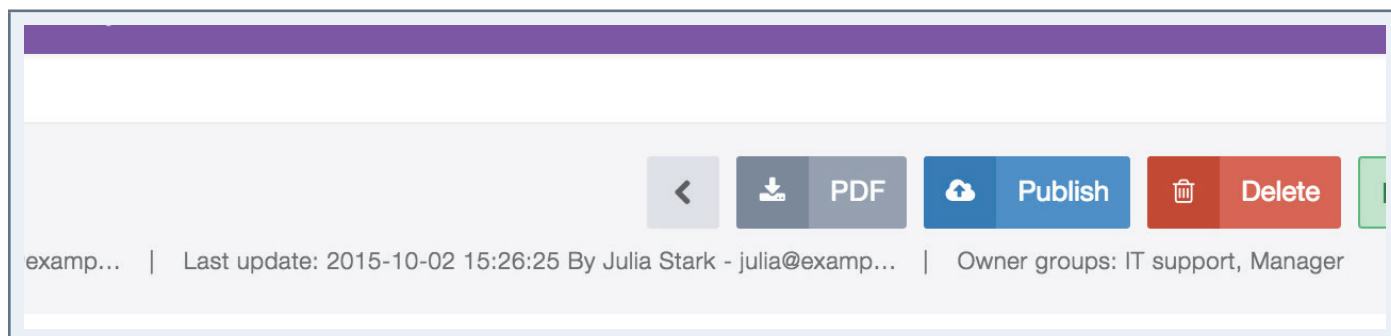 PDF Publish Delete
examp... | Last update: 2015-10-02 15:26:25 By Julia Stark - julia@examp... | Owner groups: IT support, Manager